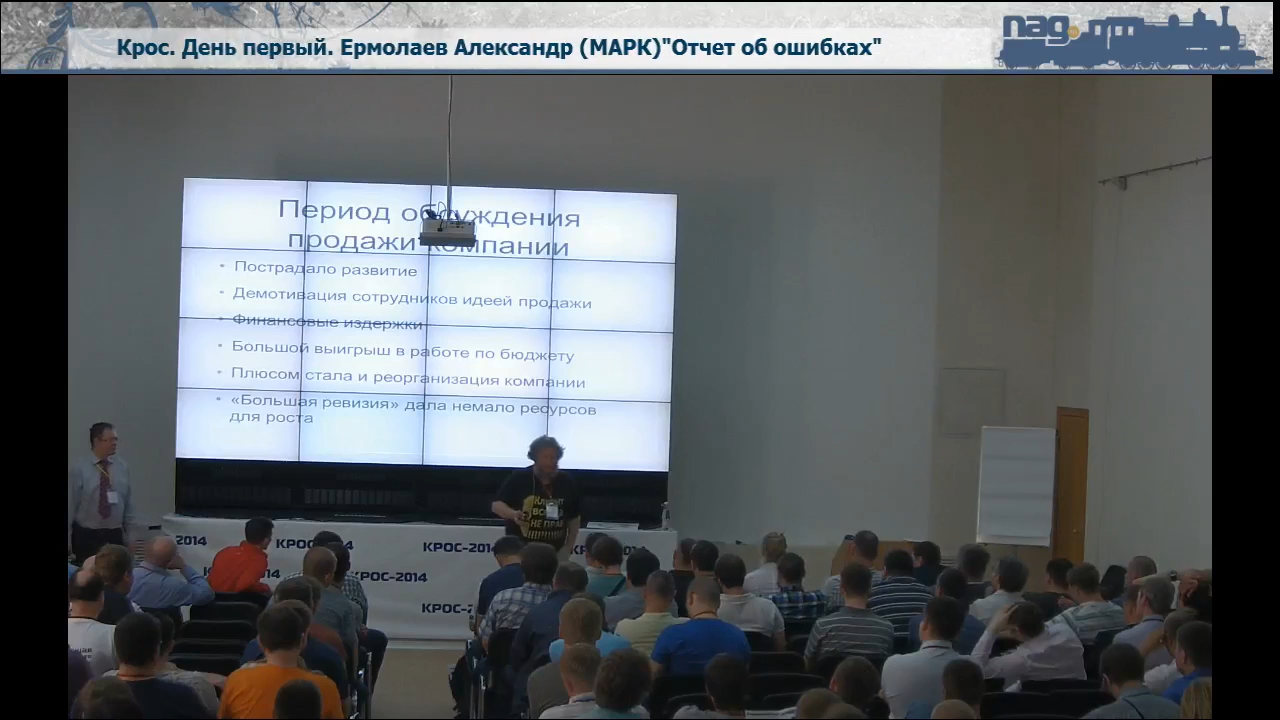 Крос. День первый. Ермолаев Александр (МАРК)"Отчет об ошибках"
nag.
Период обсуждения
продажи компании
• Пострадало развитие
• Демотивация сотрудников идеей продажи
• Финансовые издержки
• Большой выигрыш в работе по бюджету
• Плюсом стала и реорганизация компании
• «Большая ревизия» дала немало ресурсов
для роста
НЕ ПРАВ
2014
КРОС-2014
КРОС-2014